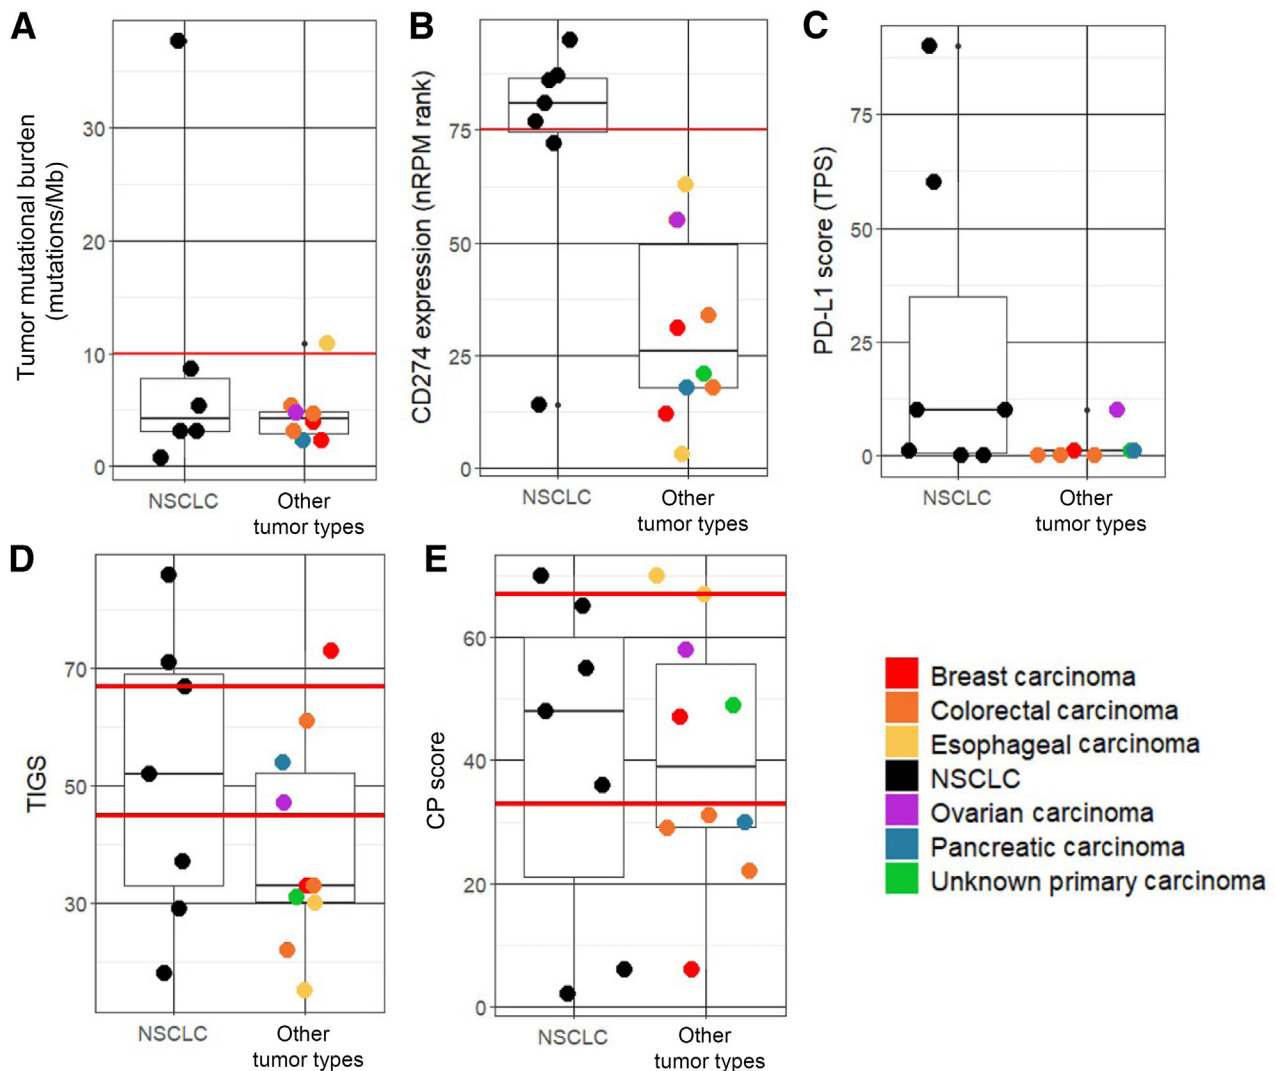 A
Tumor mutational burden
(mutations/Mb)
30
20
10
0
NSCLC
Other
tumor types
B
CD274 expression (nRPM rank)
75
50
25
0
NSCLC
Other
tumor types
C
PD-L1 score (TPS)
75
50
25
0
NSCLC
Other
tumor types
D
TIGS
70
50
30
NSCLC
Other
tumor types
E
CP score
60
40
20
0
NSCLC
Other
tumor types
Breast carcinoma
Colorectal carcinoma
Esophageal carcinoma
NSCLC
Ovarian carcinoma
Pancreatic carcinoma
Unknown primary carcinoma